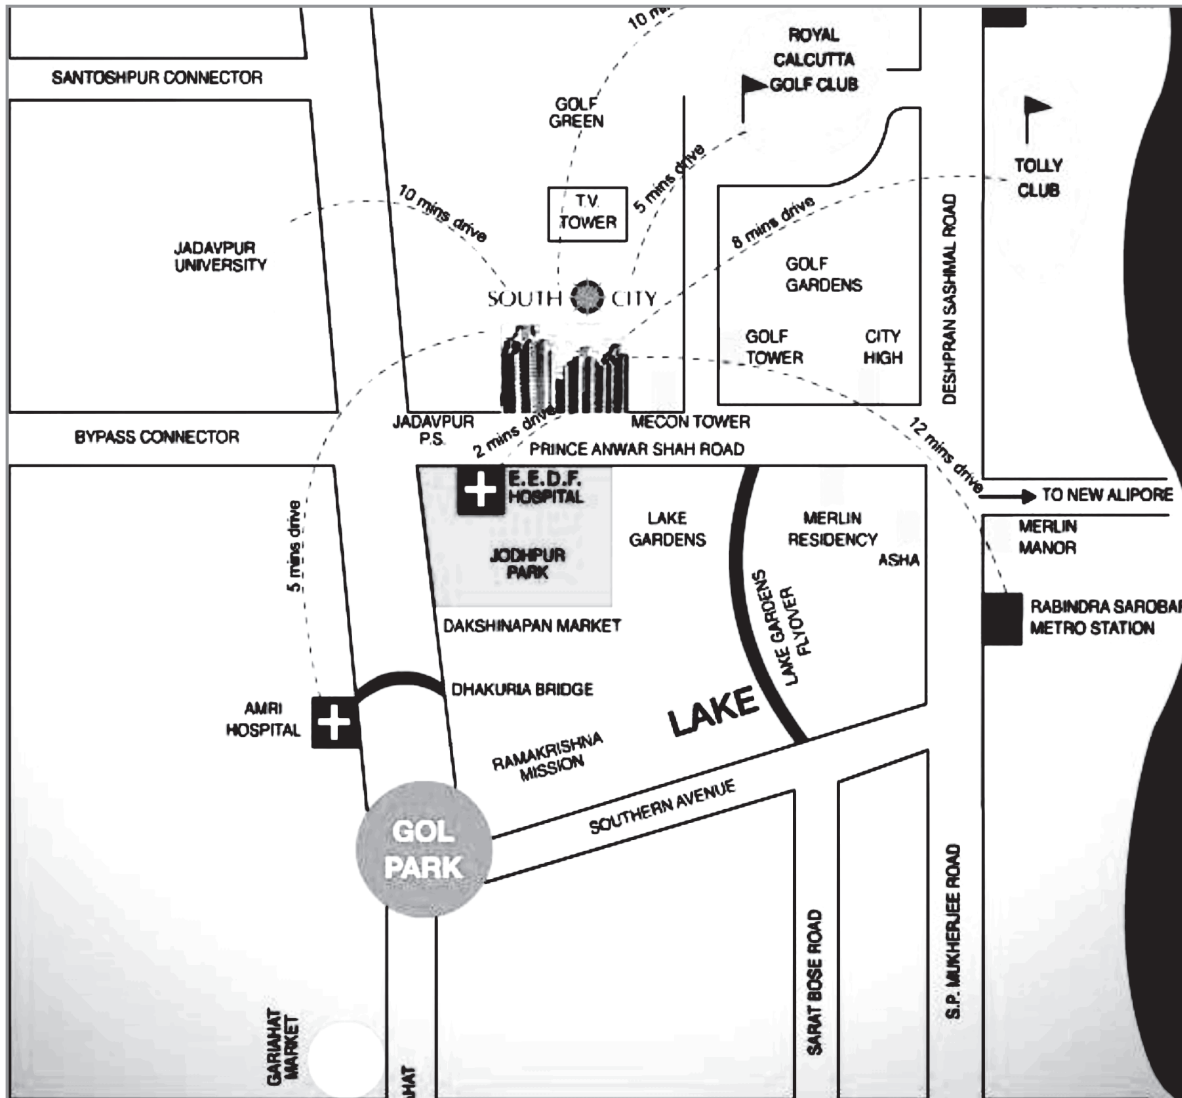 10 mins
ROYAL
CALCUTTA
GOLF CLUB
SANTOSHPUR CONNECTOR
GOLF
GREEN
TOLLY
CLUB
5 mins drive
10 mins drive
8 mins drive
T.V.
TOWER
JADAVPUR
UNIVERSITY
GOLF
GARDENS
DESHPRAN SASHMAL ROAD
SOUTH CITY
GOLF
TOWER
CITY
HIGH
JADAVPUR
P.S.
MECON TOWER
BYPASS CONNECTOR
2 mins drive
PRINCE ANWAR SHAH ROAD
12 mins drive
E.E.D.F.
HOSPITAL
TO NEW ALIPORE
LAKE
GARDENS
MERLIN
RESIDENCY
MERLIN
MANOR
5 mins drive
JODHPUR
PARK
ASHA
LAKE GARDENS
FLYOVER
RABINDRA SAROBAR
METRO STATION
DAKSHINAPAN MARKET
DHAKURIA BRIDGE
AMRI
HOSPITAL
LAKE
RAMAKRISHNA
MISSION
SOUTHERN AVENUE
GOL
PARK
S.P. MUKHERJEE ROAD
SARAT BOSE ROAD
GARIAHAT
MARKET